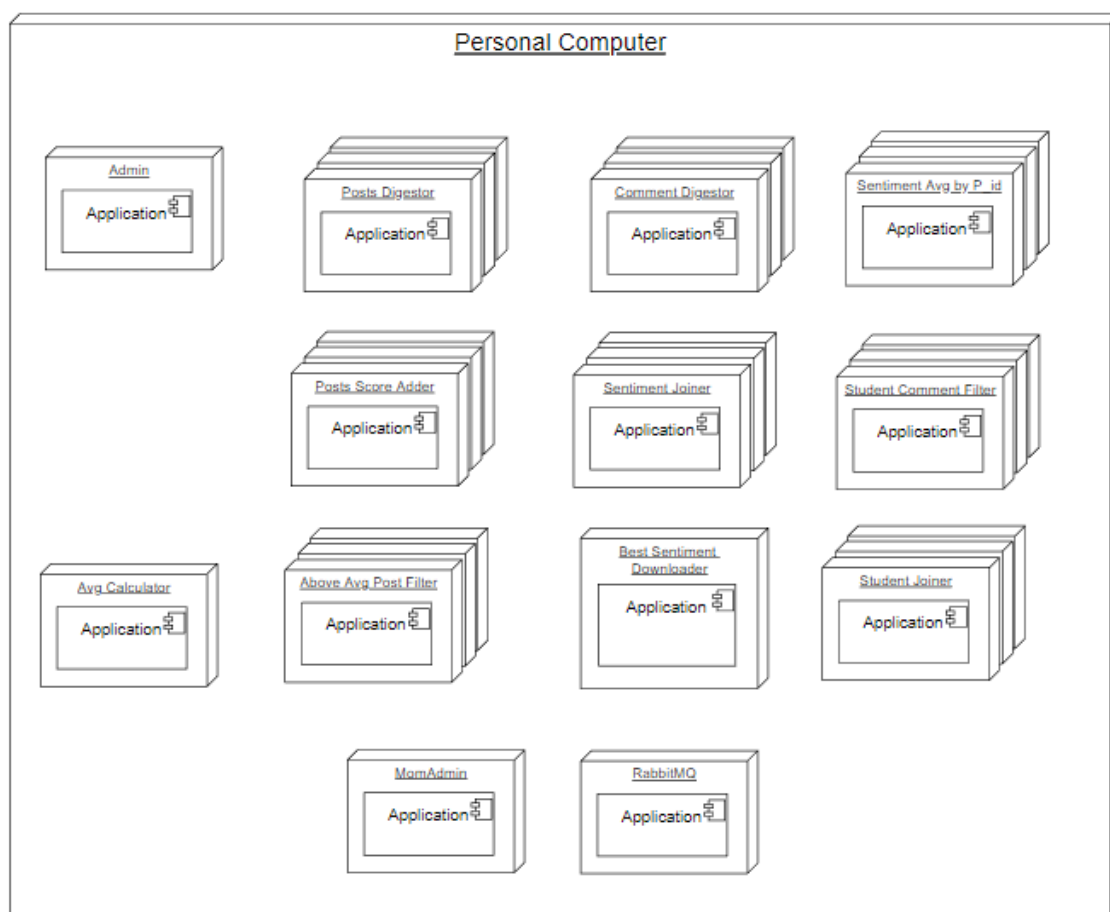 Personal Computer
Admin
Application
Posts Digestor
Application
Comment Digestor
Application
Sentiment Avg by P_id
Application
Posts Score Adder
Application
Sentiment Joiner
Application
Student Comment Filter
Application
Avg Calculator
Application
Above Avg Post Filter
Application
Best Sentiment
Downloader
Application
Student Joiner
Application
MomAdmin
Application
RabbitMQ
Application